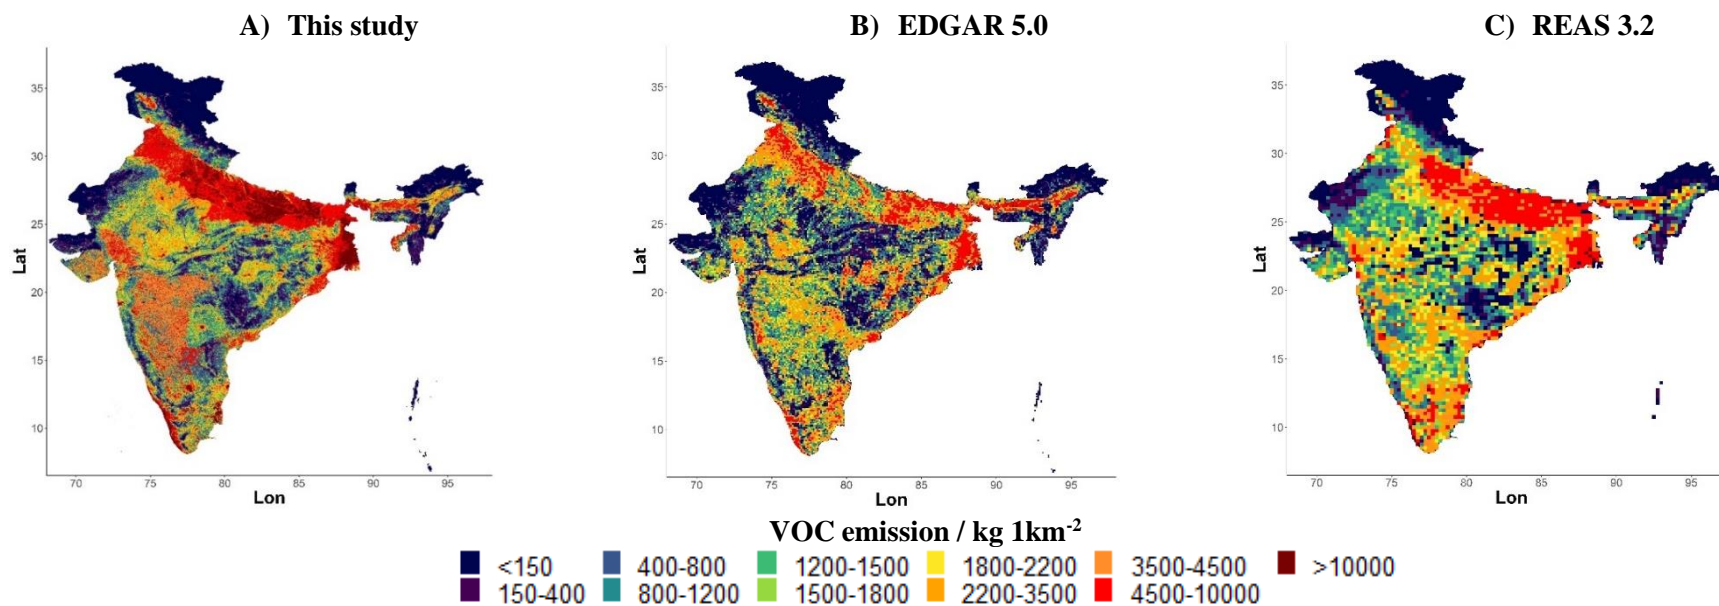 A) This study
B) EDGAR 5.0
C) REAS 3.2
35
30
25
20
15
10
Lat
70 75 80 85 90 95
Lon
35
30
25
20
15
10
Lat
70 75 80 85 90 95
Lon
35
30
25
20
15
10
Lat
70 75 80 85 90 95
Lon
VOC emission / kg 1km⁻²
<150 400-800 1200-1500 1800-2200 3500-4500 >10000
150-400 800-1200 1500-1800 2200-3500 4500-10000